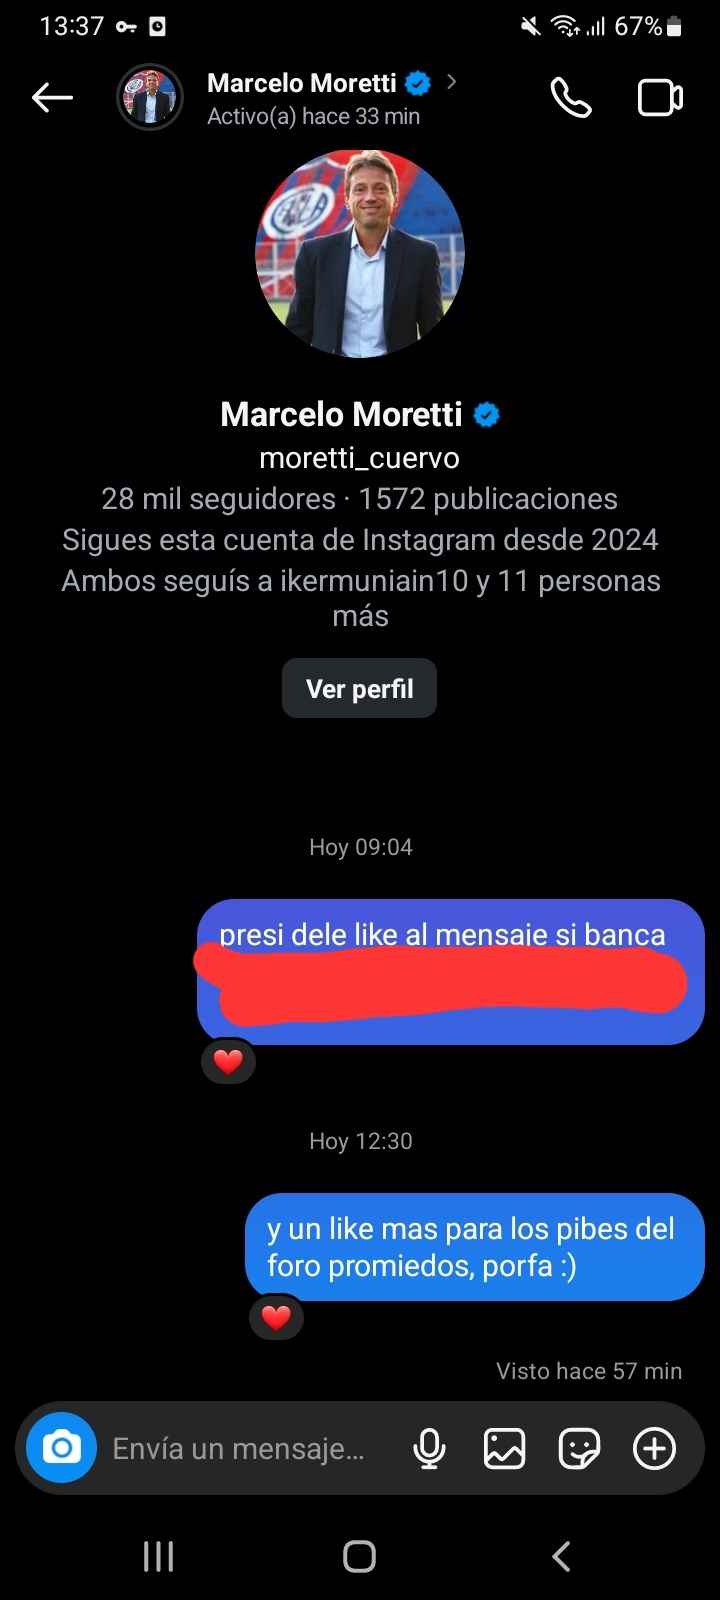 13:37
67%
Marcelo Moretti
Activo(a) hace 33 min
Marcelo Moretti
moretti_cuervo
28 mil seguidores · 1572 publicaciones
Sigues esta cuenta de Instagram desde 2024
Ambos seguís a ikermuniain10 y 11 personas
más
Ver perfil
Hoy 09:04
presi dele like al mensaje si banca
Hoy 12:30
y un like mas para los pibes del
foro promiedos, porfa :)
Visto hace 57 min
Envía un mensaje...